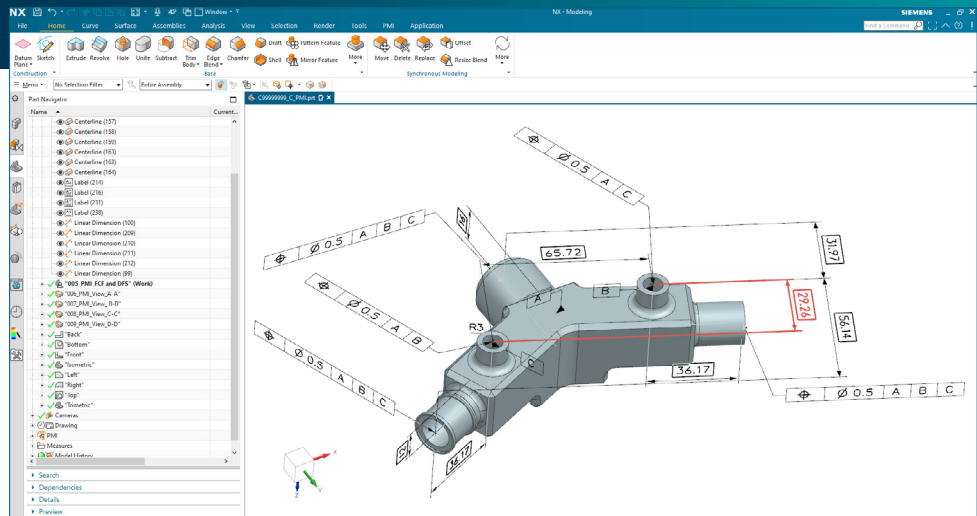 NX
Window
NX - Modeling
SIEMENS
File Home Curve Surface Assemblies Analysis View Selection Render Tools PMI Application
Find a Command
Datum Plane Sketch Extrude Revolve Hole Unite Subtract Trim Body Edge Blend Chamfer Draft Shell Pattern Feature Mirror Feature More Move Delete Replace Offset Resize Blend More
Construction Base Synchronous Modeling
Menu No Selection Filter Entire Assembly
Part Navigator
C99999999_C_PMI.prt
Name Current...
Centerline (157)
Centerline (158)
Centerline (159)
Centerline (163)
Centerline (163)
Centerline (164)
Label (214)
Label (216)
Label (231)
Label (238)
Linear Dimension (100)
Linear Dimension (209)
Linear Dimension (210)
Linear Dimension (211)
Linear Dimension (212)
Linear Dimension (99)
"005_PMI_FCF and DFS" (Work)
"006_PMI_View_A-A"
"007_PMI_View_B-B"
"008_PMI_View_C-C"
"009_PMI_View_D-D"
"Back"
"Bottom"
"Front"
"Isometric"
"Left"
"Right"
"Top"
"Trimetric"
Cameras
Drawing
PMI
Measures
Model History
Search
Dependencies
Details
Preview
⌖ Ø 0.5 A C
⌖ Ø 0.5 A B C
⌖ Ø 0.5 A B
⌖ Ø 0.5 A B C
⌖ Ø 0.5 A B C
65.72
31.97
29.26
56.14
36.17
36.17
R3
A
B
C
X
Y
Z